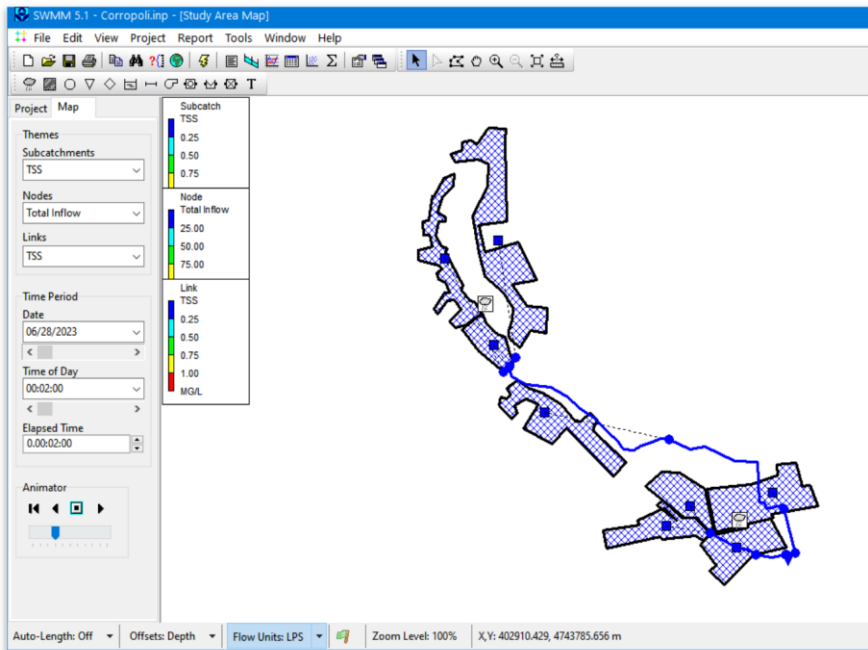 SWMM 5.1 - Corropoli.inp - [Study Area Map]
File Edit View Project Report Tools Window Help
T
Project Map
Themes
Subcatchments
TSS
Nodes
Total Inflow
Links
TSS
Time Period
Date
06/28/2023
Time of Day
00:02:00
Elapsed Time
0.00:02:00
Animator
Subcatch
TSS
0.25
0.50
0.75
Node
Total Inflow
25.00
50.00
75.00
Link
TSS
0.25
0.50
0.75
1.00
MG/L
Auto-Length: Off Offsets: Depth Flow Units: LPS Zoom Level: 100% X,Y: 402910.429, 4743785.656 m